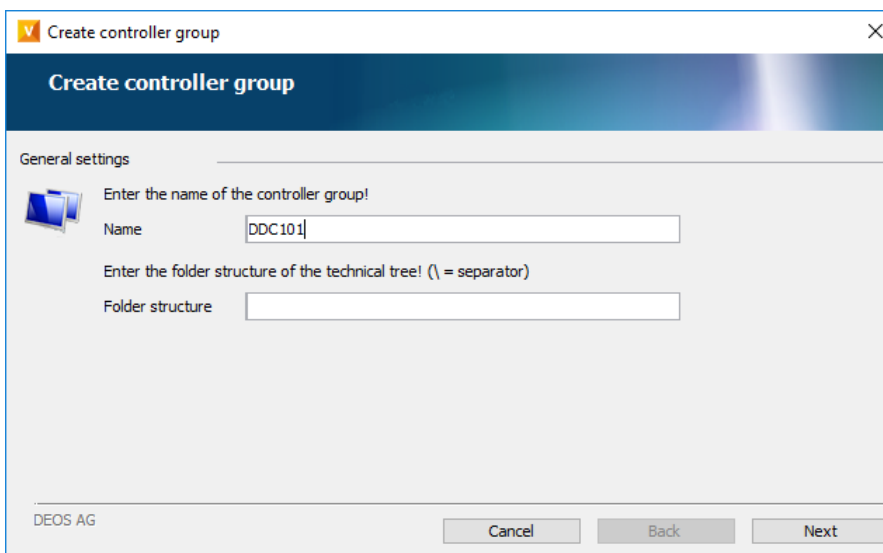 Create controller group
Create controller group
General settings
Enter the name of the controller group!
Name DDC101
Enter the folder structure of the technical tree! (\ = separator)
Folder structure
DEOS AG
Cancel Back Next